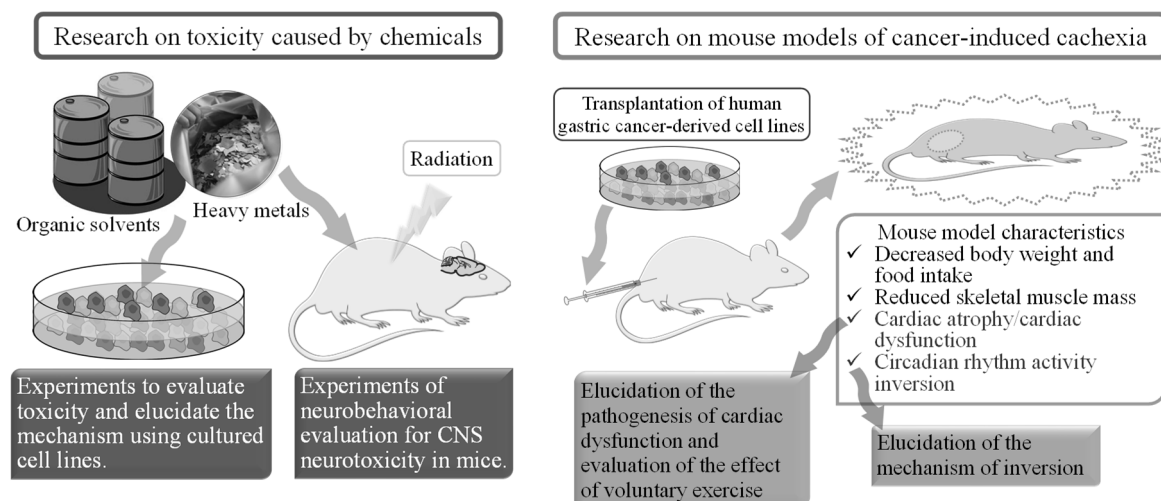 Research on toxicity caused by chemicals
Organic solvents
Heavy metals
Radiation
Experiments to evaluate
toxicity and elucidate the
mechanism using cultured
cell lines.
Experiments of
neurobehavioral
evaluation for CNS
neurotoxicity in mice.
Research on mouse models of cancer-induced cachexia
Transplantation of human
gastric cancer-derived cell lines
Mouse model characteristics
✓ Decreased body weight and
food intake
✓ Reduced skeletal muscle mass
✓ Cardiac atrophy/cardiac
dysfunction
✓ Circadian rhythm activity
inversion
Elucidation of the
pathogenesis of cardiac
dysfunction and
evaluation of the effect
of voluntary exercise
Elucidation of the
mechanism of inversion